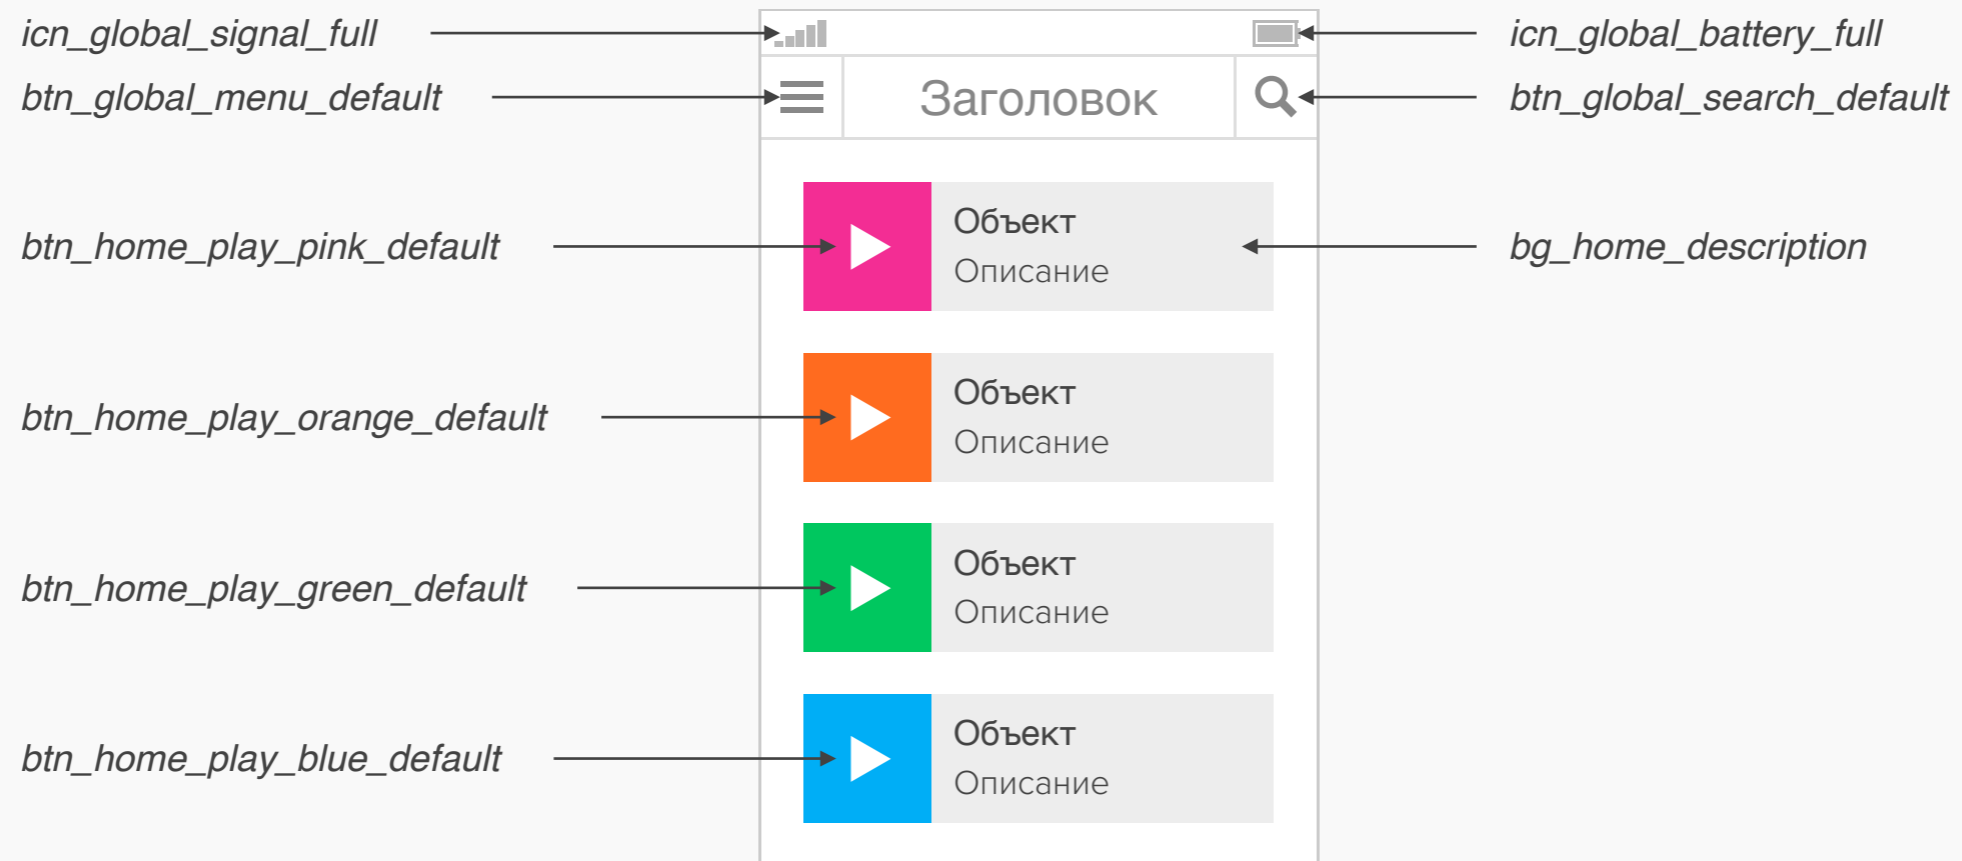 icn_global_signal_full
icn_global_battery_full
btn_global_menu_default
Заголовок
btn_global_search_default
btn_home_play_pink_default
Объект
Описание
bg_home_description
btn_home_play_orange_default
Объект
Описание
btn_home_play_green_default
Объект
Описание
btn_home_play_blue_default
Объект
Описание